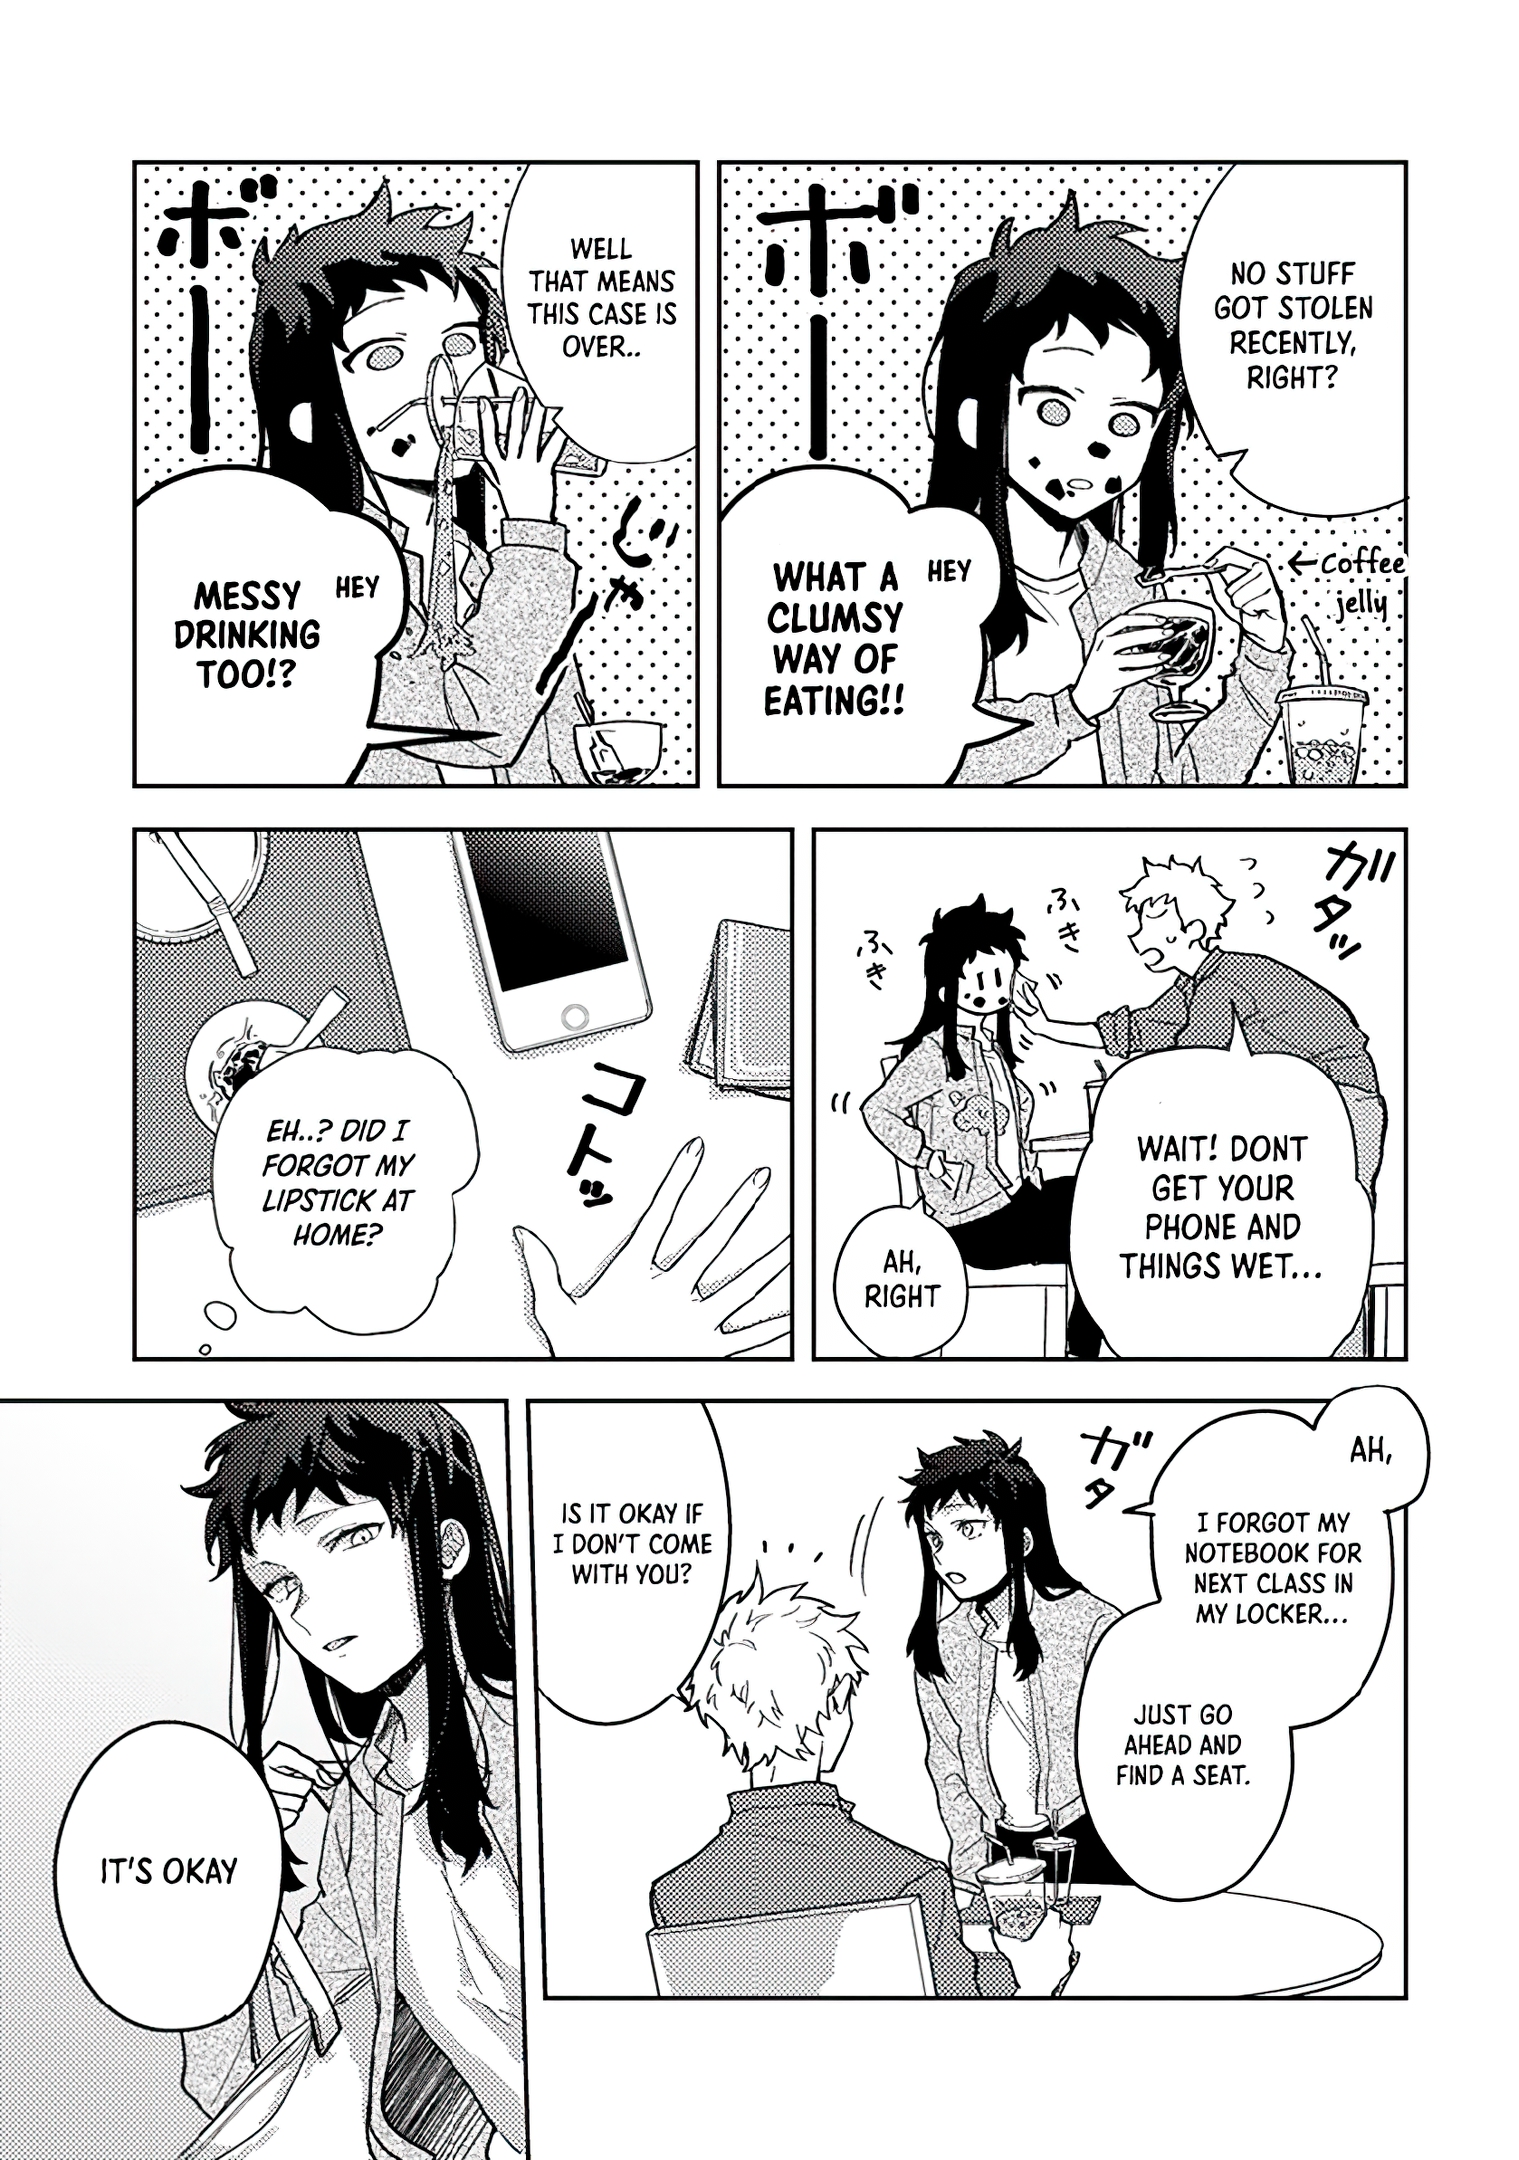 NO STUFF
GOT STOLEN
RECENTLY,
RIGHT?
ボー
←Coffee
jelly
HEY
WHAT A
CLUMSY
WAY OF
EATING!!
WELL
THAT MEANS
THIS CASE IS
OVER..
ボー
じゃー
HEY
MESSY
DRINKING
TOO!?
ガタッ
ふき
ふき
WAIT! DONT
GET YOUR
PHONE AND
THINGS WET...
AH,
RIGHT
コトッ
EH..? DID I
FORGOT MY
LIPSTICK AT
HOME?
AH,
I FORGOT MY
NOTEBOOK FOR
NEXT CLASS IN
MY LOCKER...
JUST GO
AHEAD AND
FIND A SEAT.
ガタ
IS IT OKAY IF
I DON'T COME
WITH YOU?
IT'S OKAY